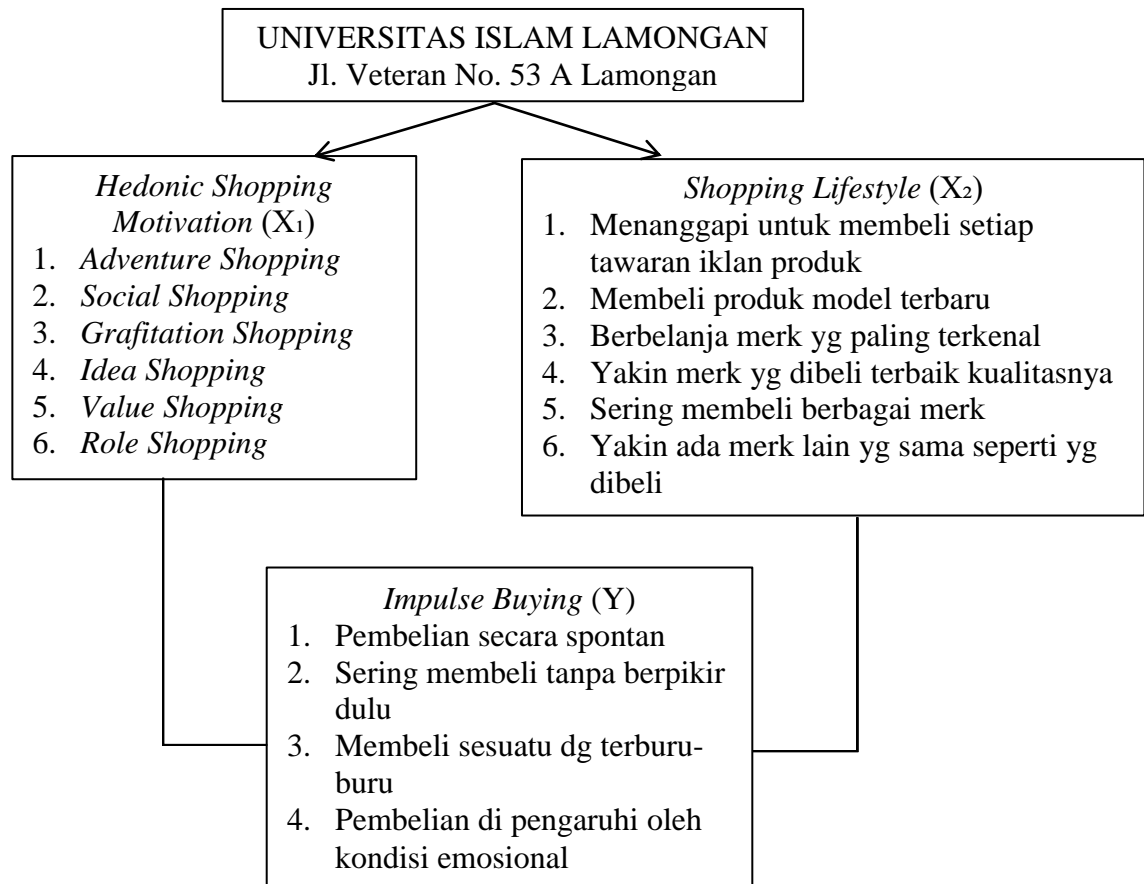 UNIVERSITAS ISLAM LAMONGAN
Jl. Veteran No. 53 A Lamongan
Hedonic Shopping
Motivation (X₁)
1. Adventure Shopping
2. Social Shopping
3. Grafitation Shopping
4. Idea Shopping
5. Value Shopping
6. Role Shopping
Shopping Lifestyle (X₂)
1. Menanggapi untuk membeli setiap
tawaran iklan produk
2. Membeli produk model terbaru
3. Berbelanja merk yg paling terkenal
4. Yakin merk yg dibeli terbaik kualitasnya
5. Sering membeli berbagai merk
6. Yakin ada merk lain yg sama seperti yg
dibeli
Impulse Buying (Y)
1. Pembelian secara spontan
2. Sering membeli tanpa berpikir
dulu
3. Membeli sesuatu dg terburu-
buru
4. Pembelian di pengaruhi oleh
kondisi emosional